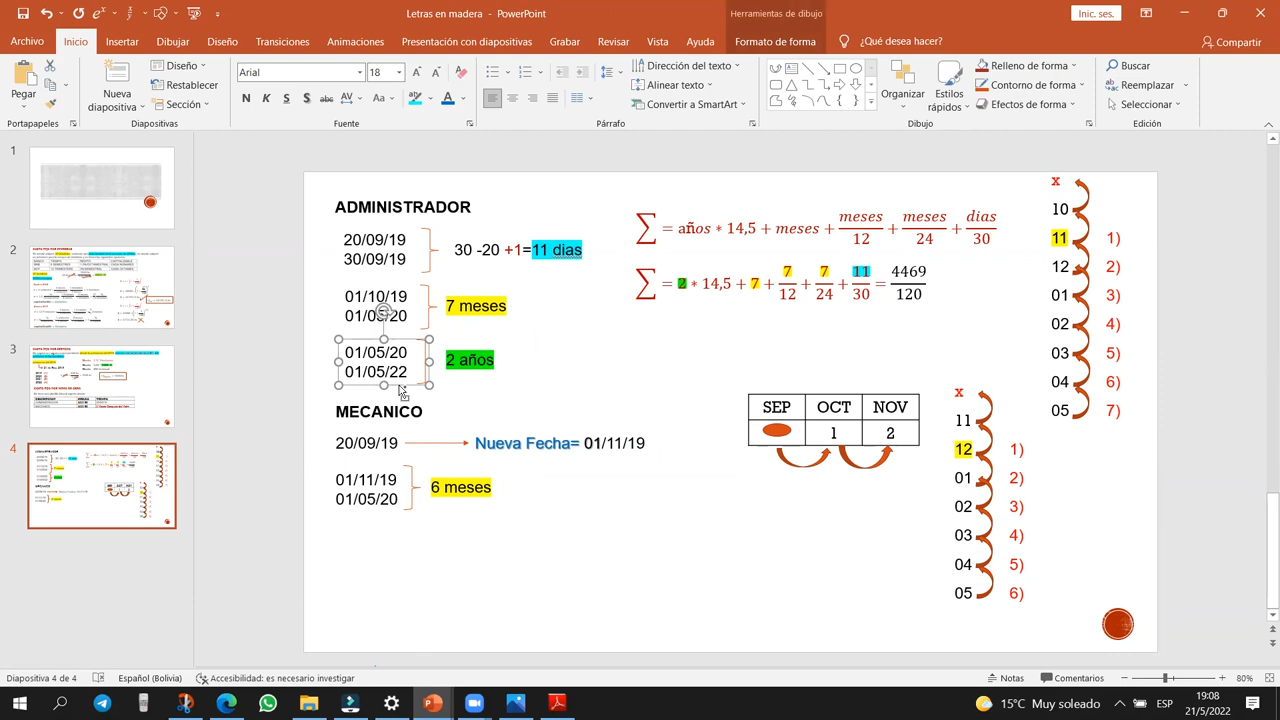 Letras en madera - PowerPoint
Herramientas de dibujo
Inic. ses.
Archivo
Inicio
Insertar
Dibujar
Diseño
Transiciones
Animaciones
Presentación con diapositivas
Grabar
Revisar
Vista
Ayuda
Formato de forma
¿Qué desea hacer?
Compartir
Pegar
Nueva diapositiva
Diseño
Restablecer
Sección
Arial
18
N K S S abc AV Aa A
Dirección del texto
Alinear texto
Convertir a SmartArt
Organizar
Estilos rápidos
Relleno de forma
Contorno de forma
Efectos de forma
Buscar
Reemplazar
Seleccionar
Portapapeles
Diapositivas
Fuente
Párrafo
Dibujo
Edición
1
2
3
4
ADMINISTRADOR
20/09/19
30/09/19
30 -20 +1=11 dias
01/10/19
01/05/20
7 meses
01/05/20
01/05/22
2 años
∑ = años * 14,5 + meses + meses/12 + meses/24 + dias/30
∑ = 2 * 14,5 + 7 + 7/12 + 7/24 + 11/30 = 4469/120
x
10
11 1)
12 2)
01 3)
02 4)
03 5)
04 6)
05 7)
MECANICO
20/09/19 Nueva Fecha= 01/11/19
01/11/19
01/05/20
6 meses
SEP OCT NOV
1 2
x
11
12 1)
01 2)
02 3)
03 4)
04 5)
05 6)
Diapositiva 4 de 4
Español (Bolivia)
Accesibilidad: es necesario investigar
Notas
Comentarios
80%
15°C Muy soleado
ESP
19:08
21/5/2022